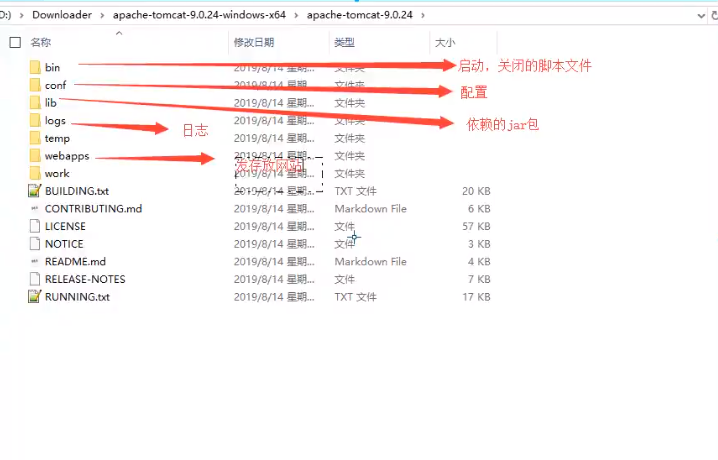 Downloader > apache-tomcat-9.0.24-windows-x64 > apache-tomcat-9.0.24 >
名称 修改日期 类型 大小
bin 2019/8/14 星期... 文件夹 启动，关闭的脚本文件
conf 2019/8/14 星期... 文件夹 配置
lib 2019/8/14 星期... 文件夹 依赖的jar包
logs 日志 2019/8/14 星期... 文件夹
temp 2019/8/14 星期... 文件夹
webapps 2019/8/14 星期... 文件夹
存放网站
work 2019/8/14 星期... 文件夹
BUILDING.txt 2019/8/14 星期... TXT 文件 20 KB
CONTRIBUTING.md 2019/8/14 星期... Markdown File 6 KB
LICENSE 2019/8/14 星期... 文件 57 KB
NOTICE 2019/8/14 星期... 文件 3 KB
README.md 2019/8/14 星期... Markdown File 4 KB
RELEASE-NOTES 2019/8/14 星期... 文件 7 KB
RUNNING.txt 2019/8/14 星期... TXT 文件 17 KB